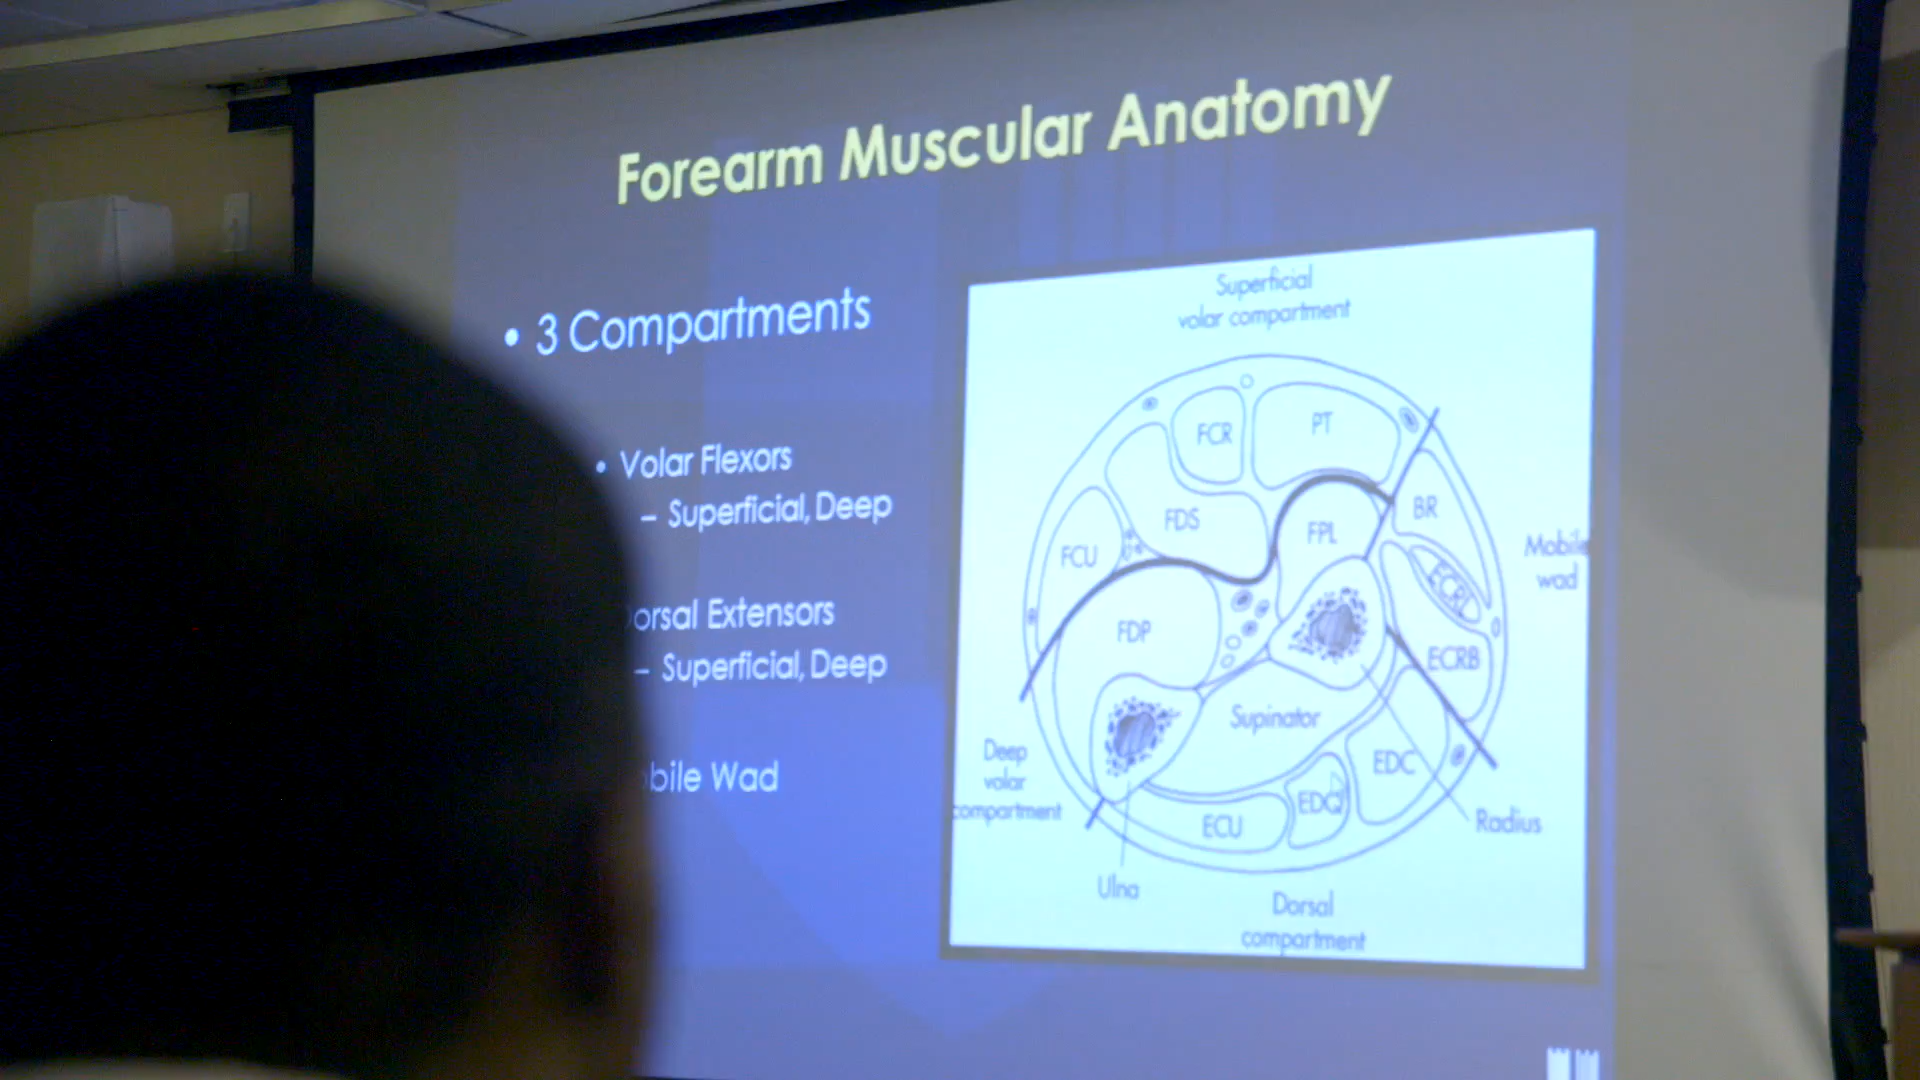 Forearm Muscular Anatomy
• 3 Compartments
• Volar Flexors
– Superficial, Deep
orsal Extensors
– Superficial, Deep
bile Wad
Superficial
volar compartment
FCR
PT
FDS
FPL
BR
FCU
Mobile
wad
ECRL
FDP
ECRB
Supinator
Deep
volar
compartment
EDC
EDQ
ECU
Radius
Ulna
Dorsal
compartment